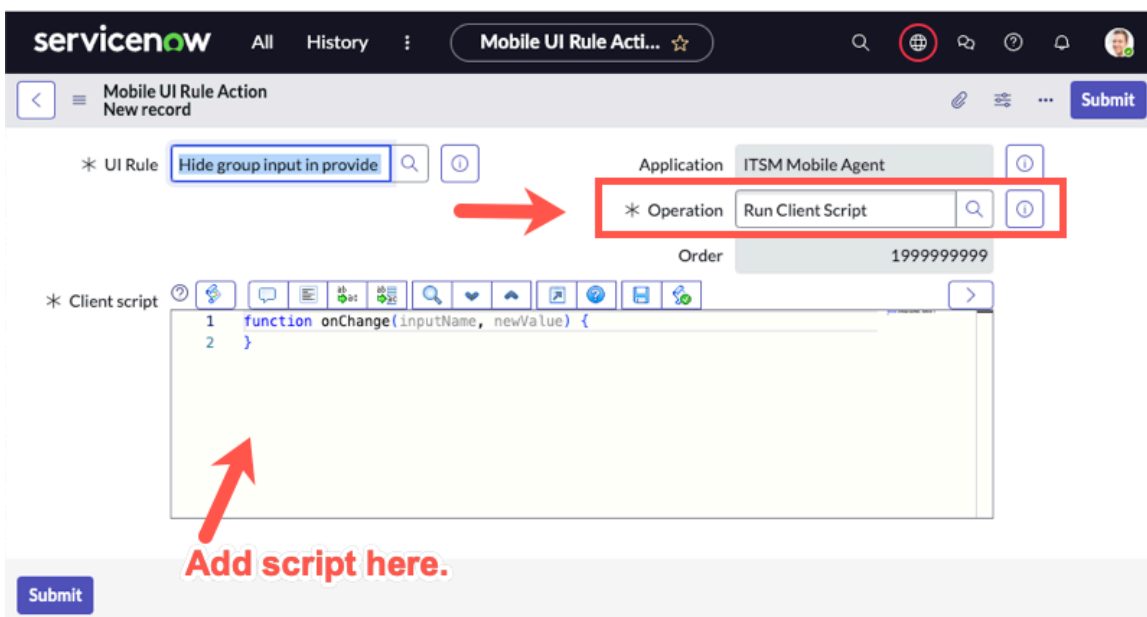 servicenow All History Mobile UI Rule Acti...
Mobile UI Rule Action
New record
Submit
UI Rule Hide group input in provide
Application ITSM Mobile Agent
Operation Run Client Script
Order 1999999999
Client script
1 function onChange(inputName, newValue) {
2 }
Add script here.
Submit